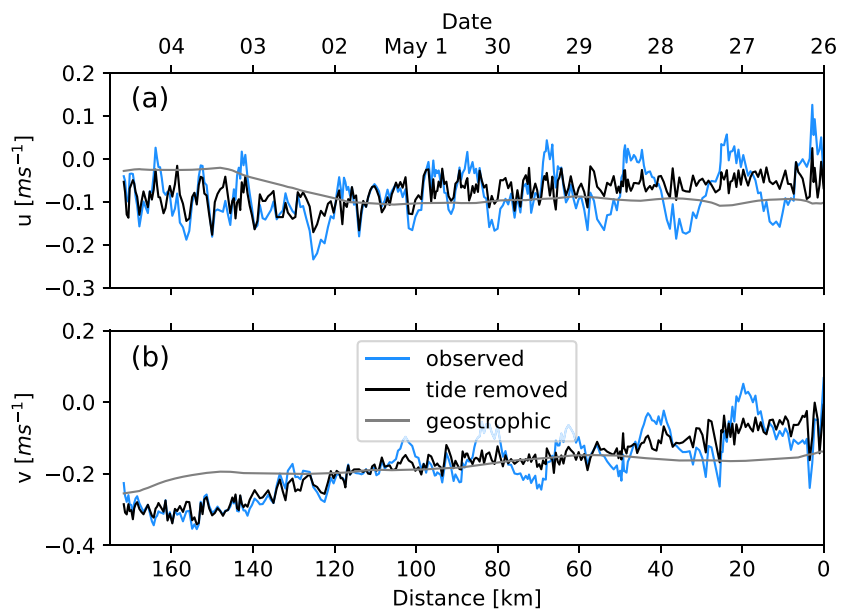 Date
04 03 02 May 1 30 29 28 27 26
(a)
0.2
0.1
0.0
−0.1
−0.2
−0.3
u [ms⁻¹]
(b)
0.2
0.0
−0.2
−0.4
v [ms⁻¹]
observed
tide removed
geostrophic
160 140 120 100 80 60 40 20 0
Distance [km]